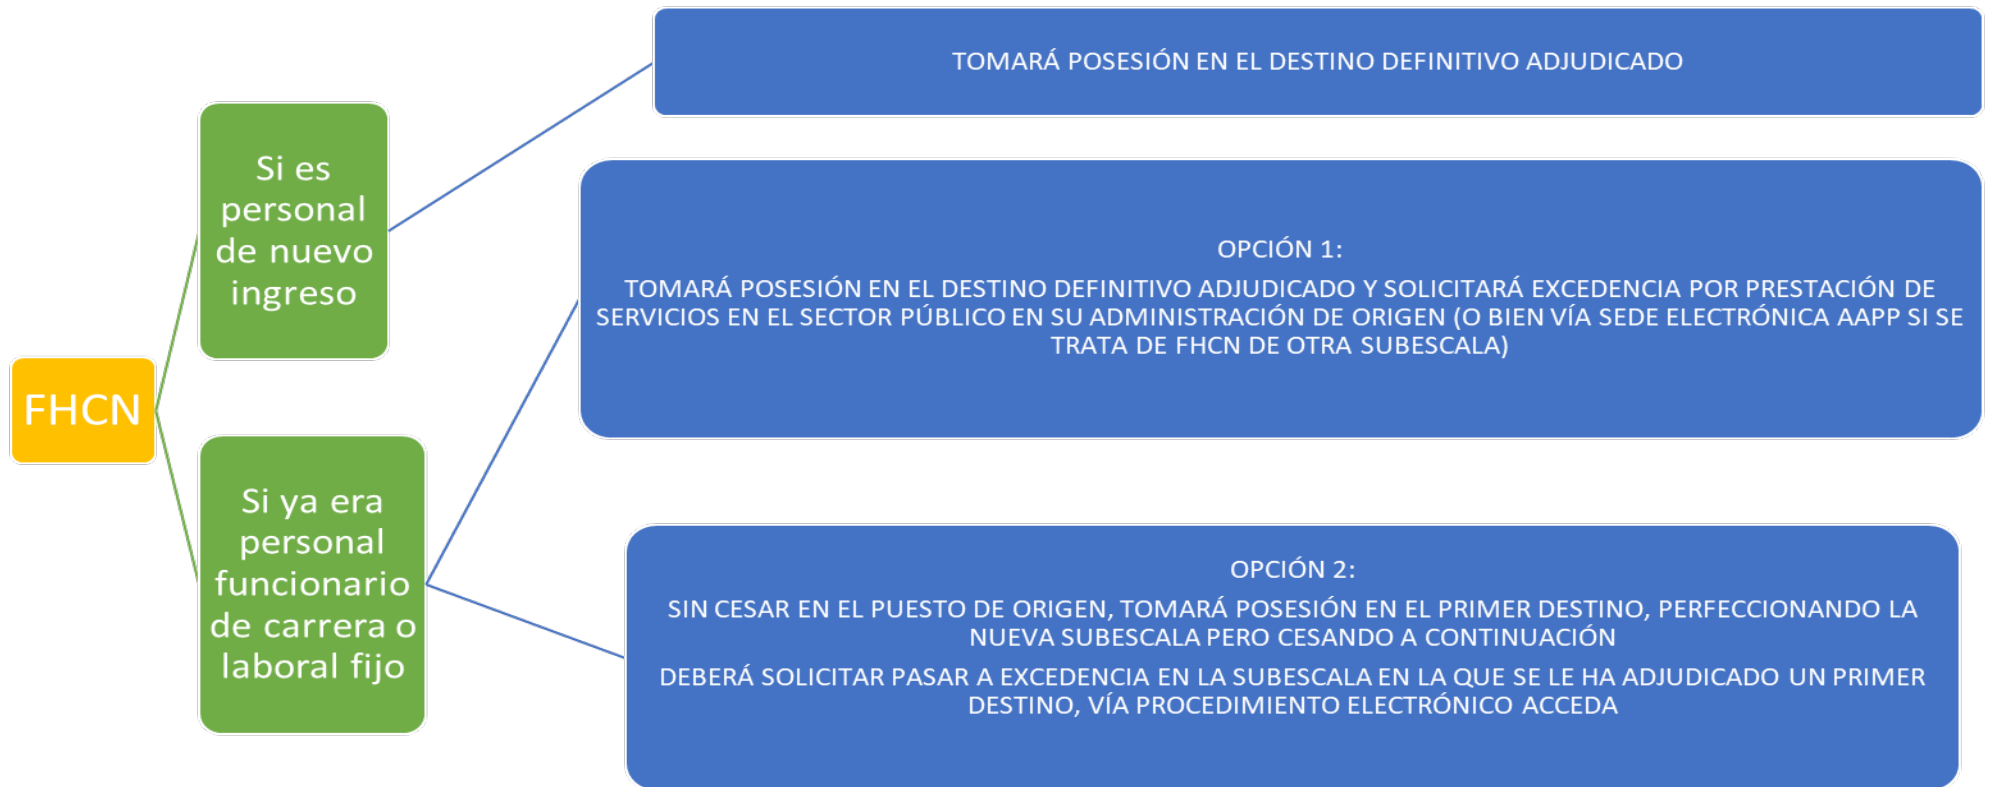 FHCN
Si es
personal
de nuevo
ingreso
TOMARÁ POSESIÓN EN EL DESTINO DEFINITIVO ADJUDICADO
Si ya era
personal
funcionario
de carrera o
laboral fijo
OPCIÓN 1:
TOMARÁ POSESIÓN EN EL DESTINO DEFINITIVO ADJUDICADO Y SOLICITARÁ EXCEDENCIA POR PRESTACIÓN DE
SERVICIOS EN EL SECTOR PÚBLICO EN SU ADMINISTRACIÓN DE ORIGEN (O BIEN VÍA SEDE ELECTRÓNICA AAPP SI SE
TRATA DE FHCN DE OTRA SUBESCALA)
OPCIÓN 2:
SIN CESAR EN EL PUESTO DE ORIGEN, TOMARÁ POSESIÓN EN EL PRIMER DESTINO, PERFECCIONANDO LA
NUEVA SUBESCALA PERO CESANDO A CONTINUACIÓN
DEBERÁ SOLICITAR PASAR A EXCEDENCIA EN LA SUBESCALA EN LA QUE SE LE HA ADJUDICADO UN PRIMER
DESTINO, VÍA PROCEDIMIENTO ELECTRÓNICO ACCEDA